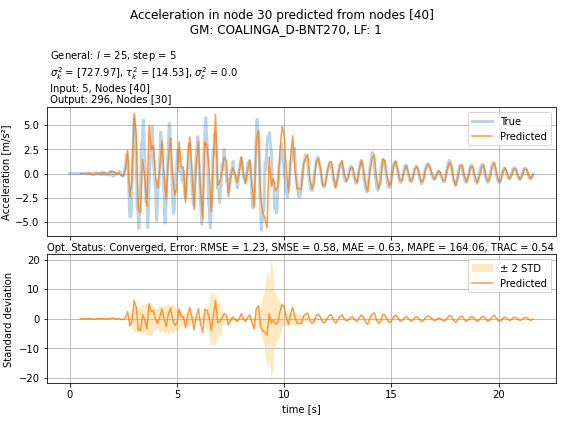 Acceleration in node 30 predicted from nodes [40]
GM: COALINGA_D-BNT270, LF: 1
General: l = 25, step = 5
σ²ₖ = [727.97], τ²ₖ = [14.53], σ²ε = 0.0
Input: 5, Nodes [40]
Output: 296, Nodes [30]
Acceleration [m/s²]
5.0
2.5
0.0
−2.5
−5.0
True
Predicted
Opt. Status: Converged, Error: RMSE = 1.23, SMSE = 0.58, MAE = 0.63, MAPE = 164.06, TRAC = 0.54
Standard deviation
20
10
0
−10
−20
± 2 STD
Predicted
0
5
10
15
20
time [s]